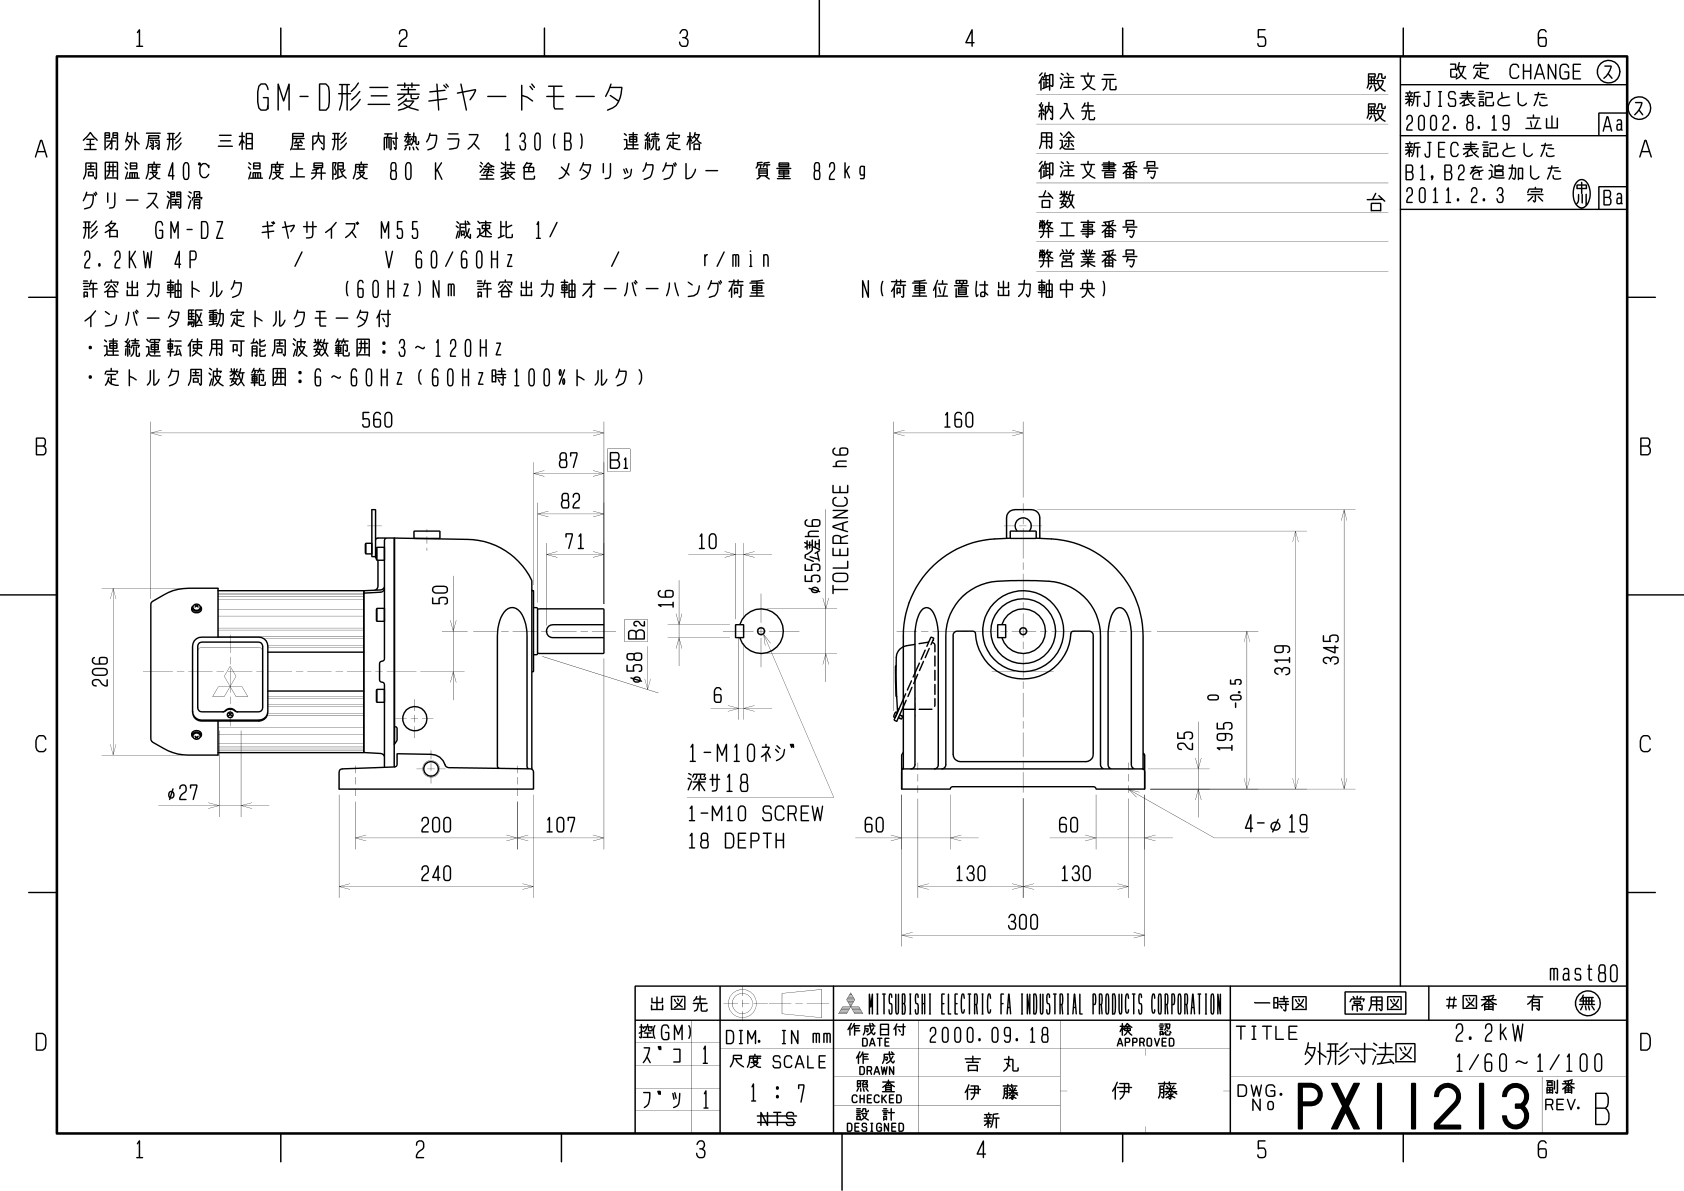 1 2 3 4 5 6
A
B
C
D
GM-D形三菱ギヤードモータ
全閉外扇形 三相 屋内形 耐熱クラス 130(B) 連続定格
周囲温度40℃ 温度上昇限度 80 K 塗装色 メタリックグレー 質量 82kg
グリース潤滑
形名 GM-DZ ギヤサイズ M55 減速比 1/
2.2KW 4P / V 60/60Hz / r/min
許容出力軸トルク (60Hz)Nm 許容出力軸オーバーハング荷重 N(荷重位置は出力軸中央)
インバータ駆動定トルクモータ付
・連続運転使用可能周波数範囲：3~120Hz
・定トルク周波数範囲：6~60Hz(60Hz時100%トルク)
御注文元 殿
納入先 殿
用途
御注文書番号
台数 台
弊工事番号
弊営業番号
改定 CHANGE ス
新JIS表記とした
2002.8.19 立山 Aa
ス
新JEC表記とした
B1,B2を追加した
2011.2.3 宗 Ba
A
B
C
D
560
87 B1
82
71
50
206
φ27
200
107
240
φ58 B2
10
16
6
φ55公差h6
TOLERANCE h6
1-M10ネジ
深サ18
1-M10 SCREW
18 DEPTH
160
319
345
195 0 -0.5
25
60
60
4-φ19
130
130
300
mast80
出図先
MITSUBISHI ELECTRIC FA INDUSTRIAL PRODUCTS CORPORATION
一時図 常用図
#図番 有 無
控(GM)
ズコ 1
ブツ 1
DIM. IN mm
尺度 SCALE
1 : 7
NTS
作成日付
DATE
2000.09.18
作成
DRAWN
吉丸
照査
CHECKED
伊藤
設計
DESIGNED
新
検認
APPROVED
伊藤
TITLE
外形寸法図
2.2kW
1/60~1/100
DWG.
No
PX11213
副番
REV.
B
1 2 3 4 5 6